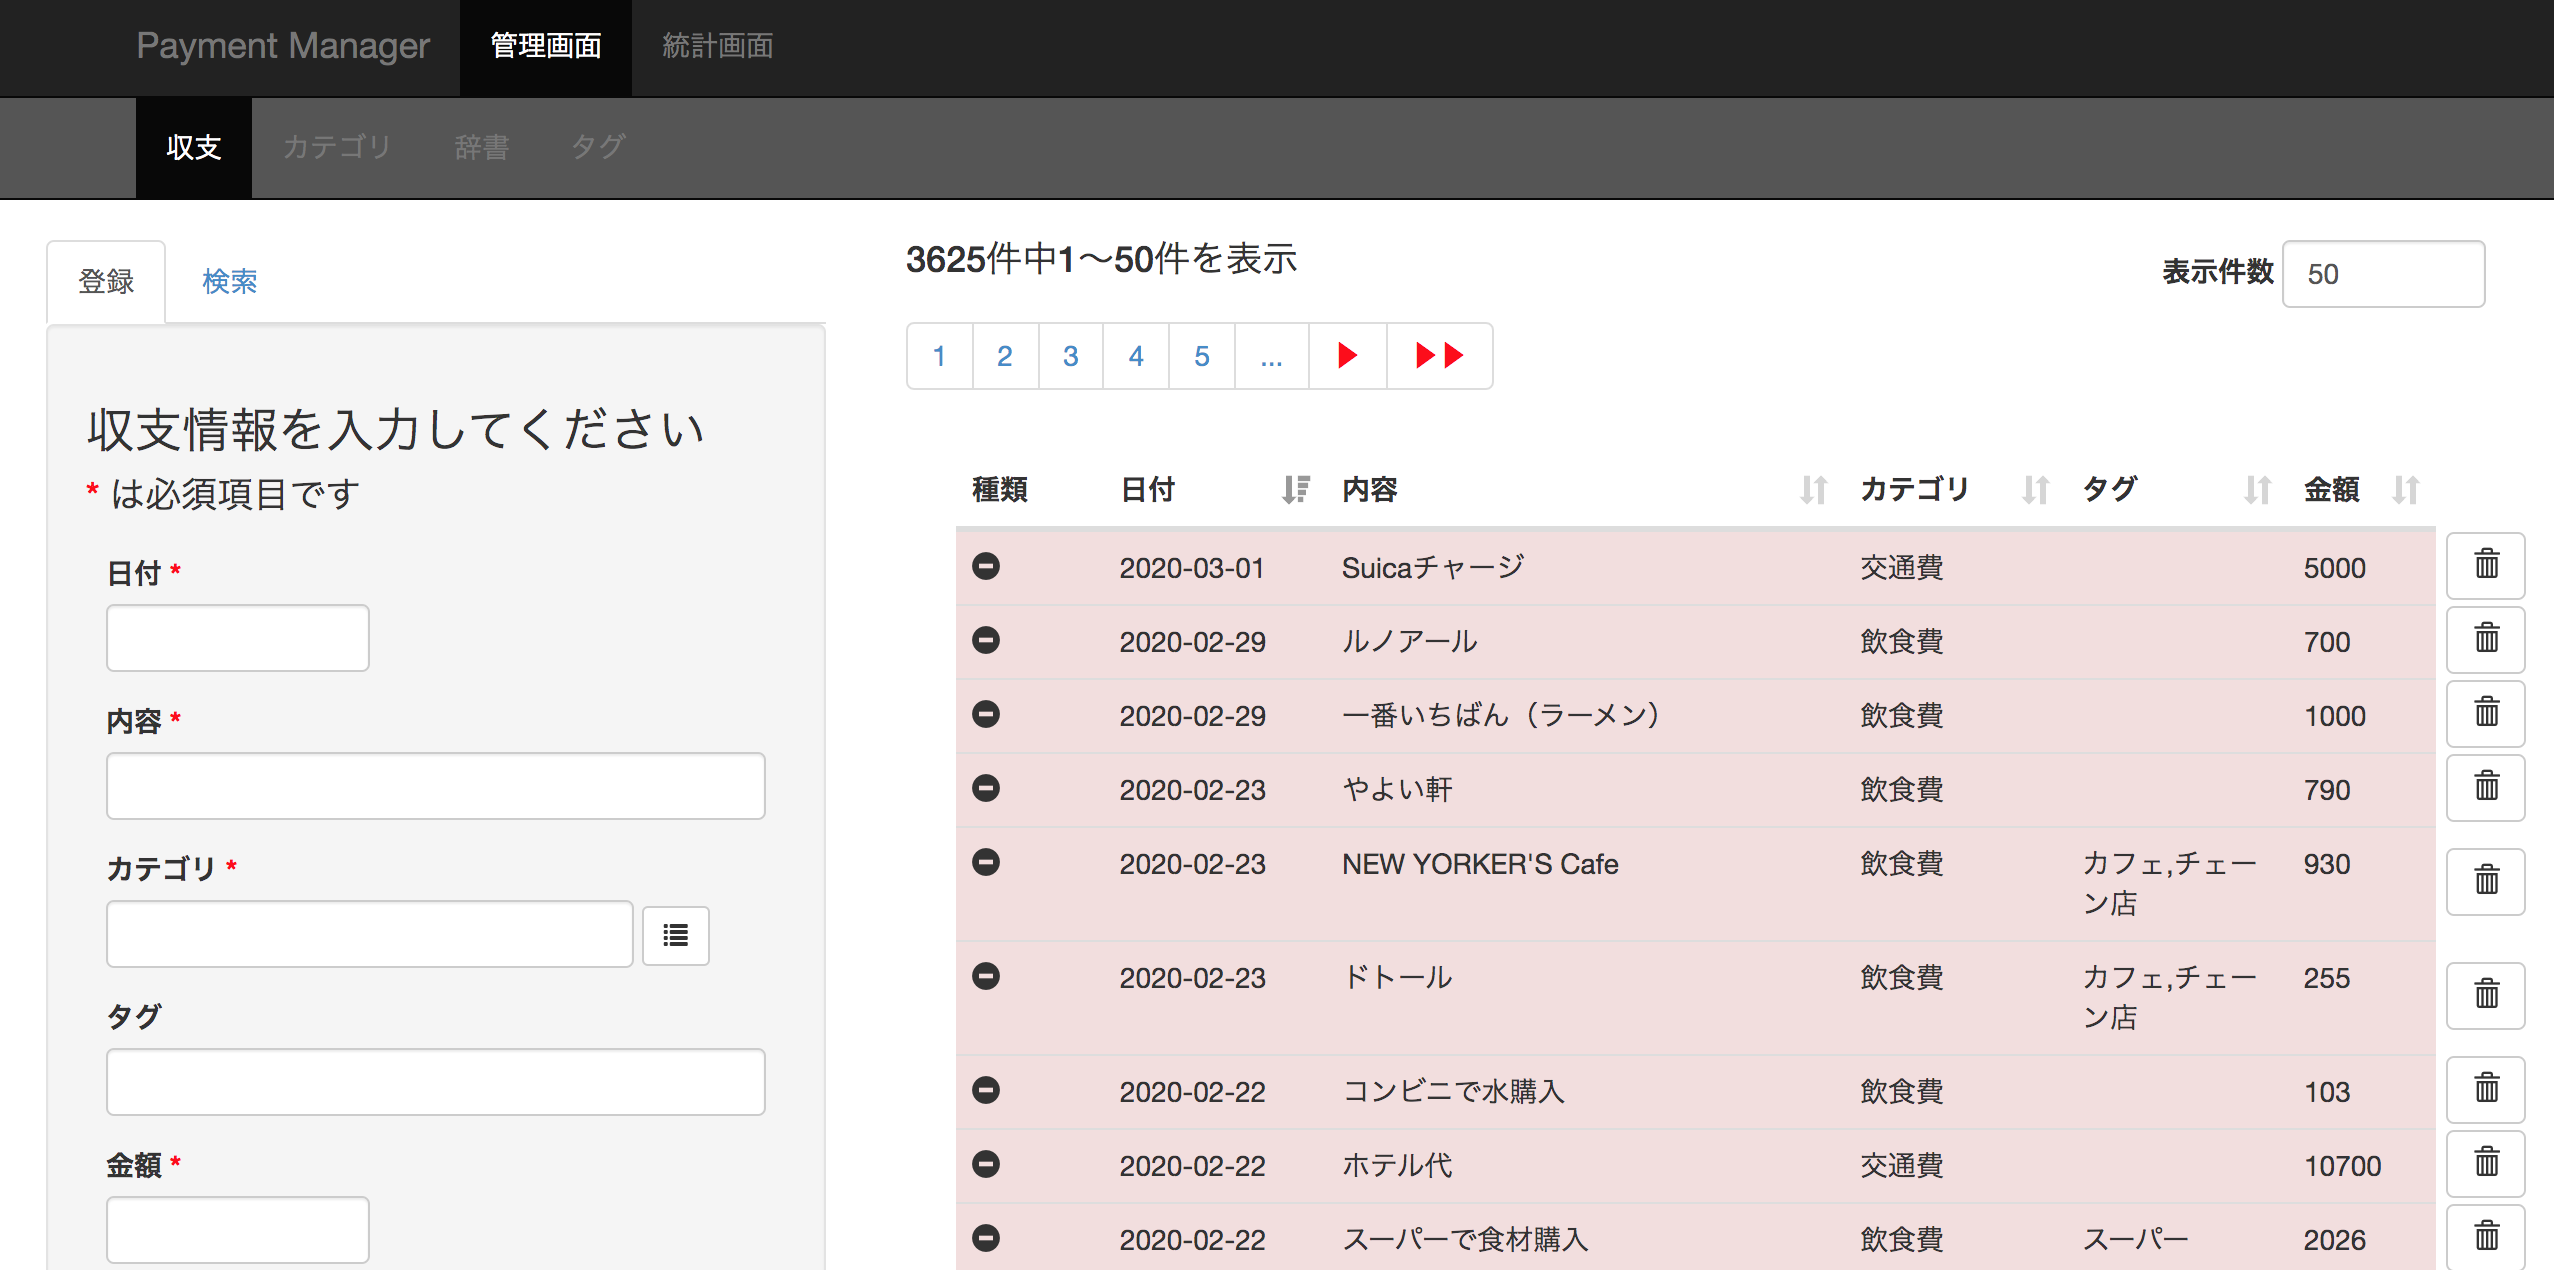 Payment Manager 管理画面 統計画面
収支 カテゴリ 辞書 タグ
登録 検索
収支情報を入力してください
* は必須項目です
日付 *
内容 *
カテゴリ *
タグ
金額 *
3625件中1〜50件を表示
表示件数 50
1 2 3 4 5 ...
種類 日付 内容 カテゴリ タグ 金額
2020-03-01 Suicaチャージ 交通費 5000
2020-02-29 ルノアール 飲食費 700
2020-02-29 一番いちばん（ラーメン） 飲食費 1000
2020-02-23 やよい軒 飲食費 790
2020-02-23 NEW YORKER'S Cafe 飲食費 カフェ,チェー 930
ン店
2020-02-23 ドトール 飲食費 カフェ,チェー 255
ン店
2020-02-22 コンビニで水購入 飲食費 103
2020-02-22 ホテル代 交通費 10700
2020-02-22 スーパーで食材購入 飲食費 スーパー 2026